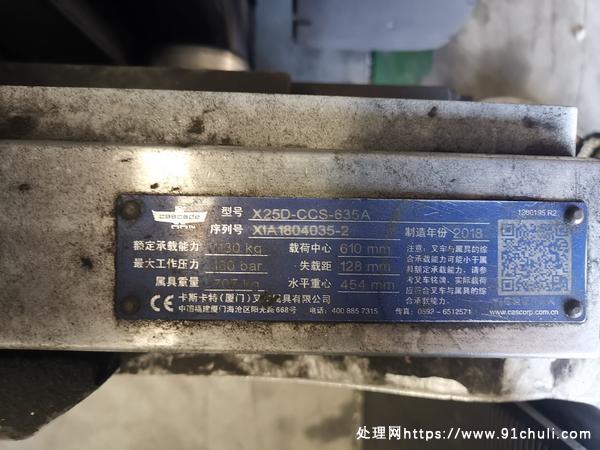 cascade
型号 X25D-CCS-635A
1260195 R2
序列号 X1A1804035-2
制造年份 2018
额定承载能力 1130 kg 载荷中心 610 mm
最大工作压力 160 bar 失载距 128 mm
属具重量 kg 水平重心 454 mm
注意：叉车与属具的综
合承载能力可能小于属
具额定承载能力，请参
考叉车铭牌，实际载荷
应符合叉车与属具的综
合承载能力。
卡斯卡特（厦门）叉车属具有限公司
中国福建厦门海沧区阳光路668号 电话：400 885 7315 传真：0592 - 6512571
www.cascorp.com.cn
处理网https://www.91chuli.com/